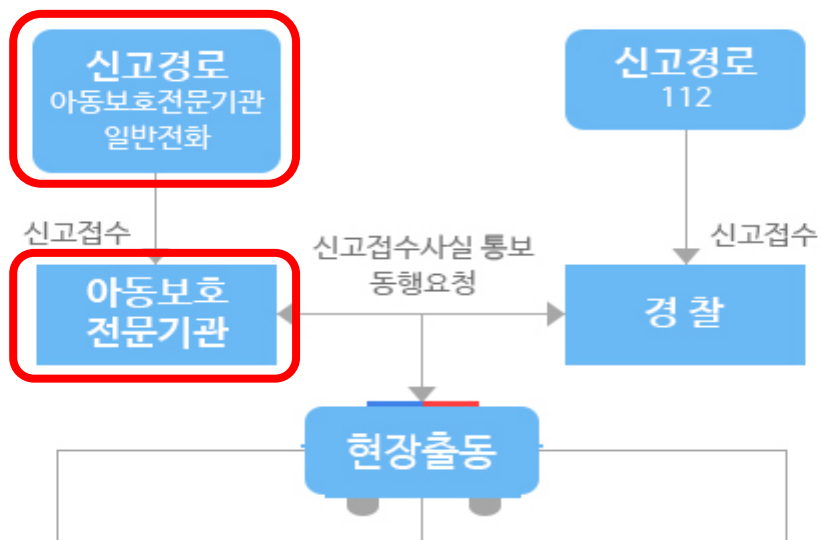 신고경로
아동보호전문기관
일반전화
신고경로
112
신고접수
신고접수사실 통보
동행요청
신고접수
아동보호
전문기관
경 찰
현장출동